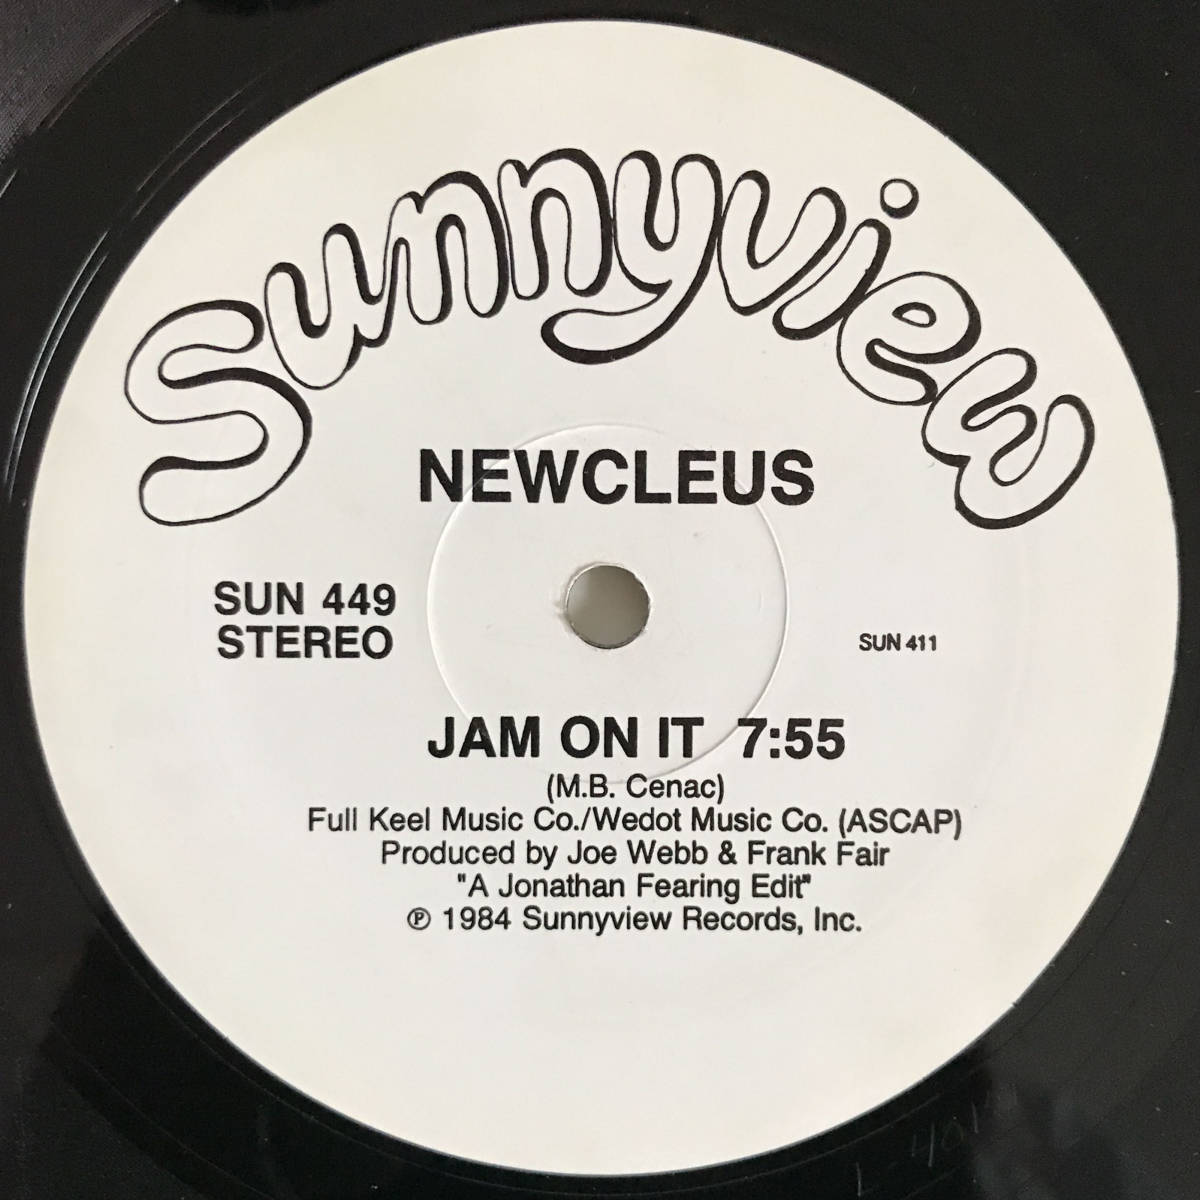 Sunnyview
NEWCLEUS
SUN 449
STEREO
SUN 411
JAM ON IT 7:55
(M.B. Cenac)
Full Keel Music Co./Wedot Music Co. (ASCAP)
Produced by Joe Webb & Frank Fair
"A Jonathan Fearing Edit"
℗ 1984 Sunnyview Records, Inc.